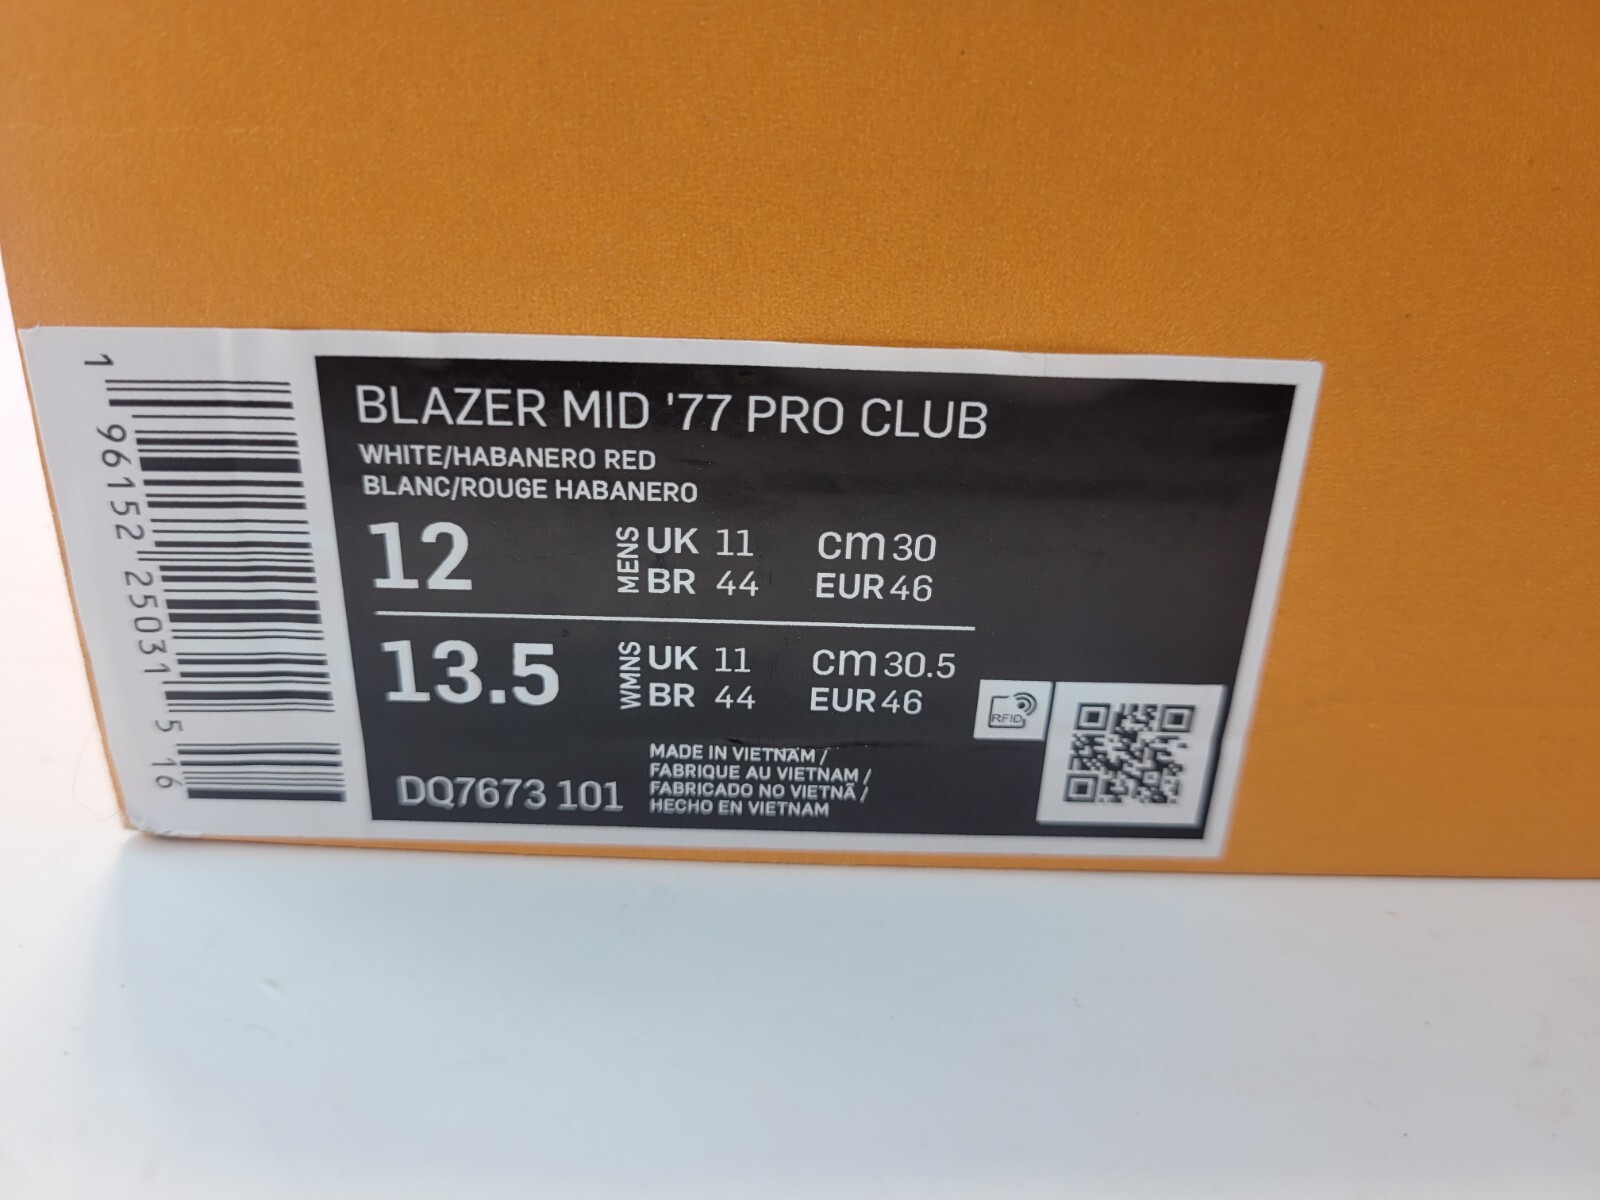 BLAZER MID '77 PRO CLUB
WHITE/HABANERO RED
BLANC/ROUGE HABANERO
12 MENS UK 11 cm 30
BR 44 EUR 46
13.5 WMNS UK 11 cm 30.5
BR 44 EUR 46
RFID
DQ7673 101
MADE IN VIETNAM /
FABRIQUE AU VIETNAM /
FABRICADO NO VIETNÃ /
HECHO EN VIETNAM
1 96152 25031 5 16